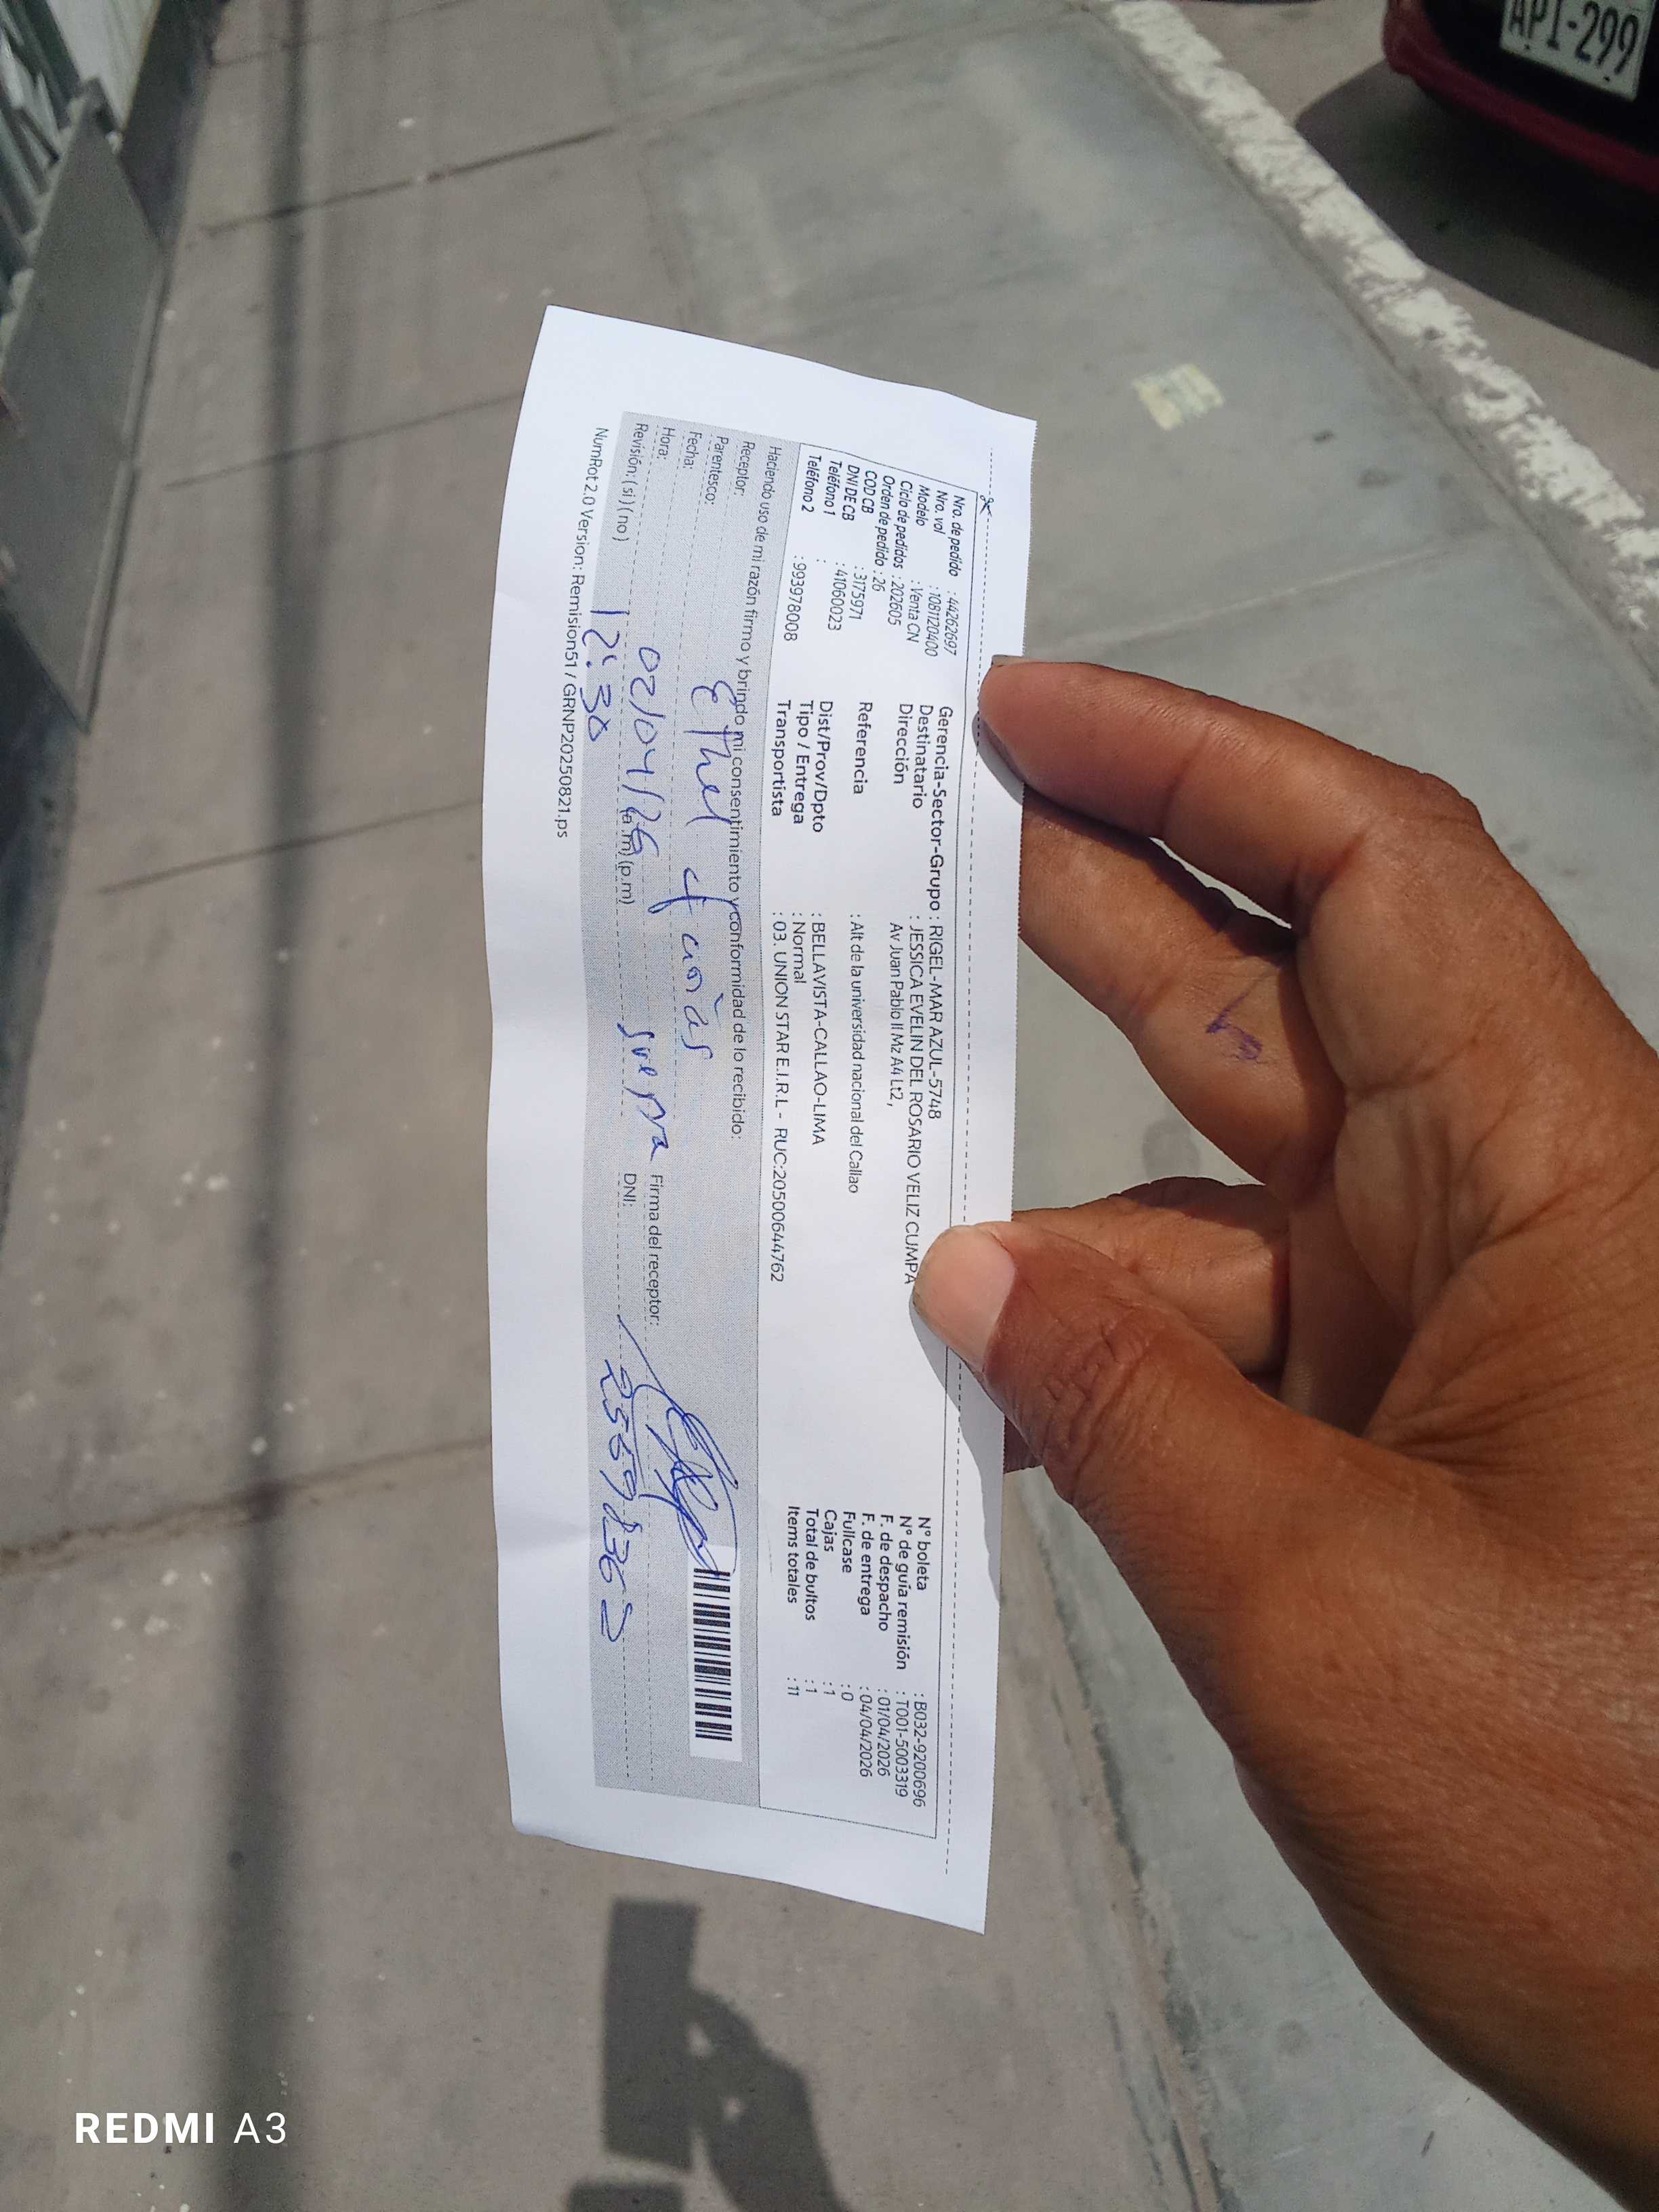 API-299
Nro. de pedido : 44262697
Nro. vol : 1081120400
Modelo : Venta CN
Ciclo de pedidos : 202605
Orden de pedido : 26
COD CB : 3175971
DNI DE CB : 41060023
Teléfono 1 :
Teléfono 2 : 993978008
Gerencia-Sector-Grupo : RIGEL-MAR AZUL-5748
Destinatario : JESSICA EVELIN DEL ROSARIO VELIZ CUMPA
Dirección Av Juan Pablo II Mz A4 Lt2,
Referencia : Alt de la universidad nacional del Callao
Dist/Prov/Dpto : BELLAVISTA-CALLAO-LIMA
Tipo / Entrega : Normal
Transportista : 03. UNION STAR E.I.R.L - RUC:20500644762
N° boleta : B032-9200696
N° de guía remisión : T001-5003319
F. de despacho : 01/04/2026
F. de entrega : 04/04/2026
Fullcase : 0
Cajas : 1
Total de bultos : 1
Items totales : 11
Haciendo uso de mi razón firmo y brindo mi consentimiento y conformidad de lo recibido:
Receptor: Ethel
Parentesco:
Fecha: 02/04/26
Hora: 12:30 (a.m) (p.m)
Revisión: (si) (no)
Firma del receptor:
DNI:
NumRot2.0 Version: Remision51 / GRNP20250821.ps
REDMI A3